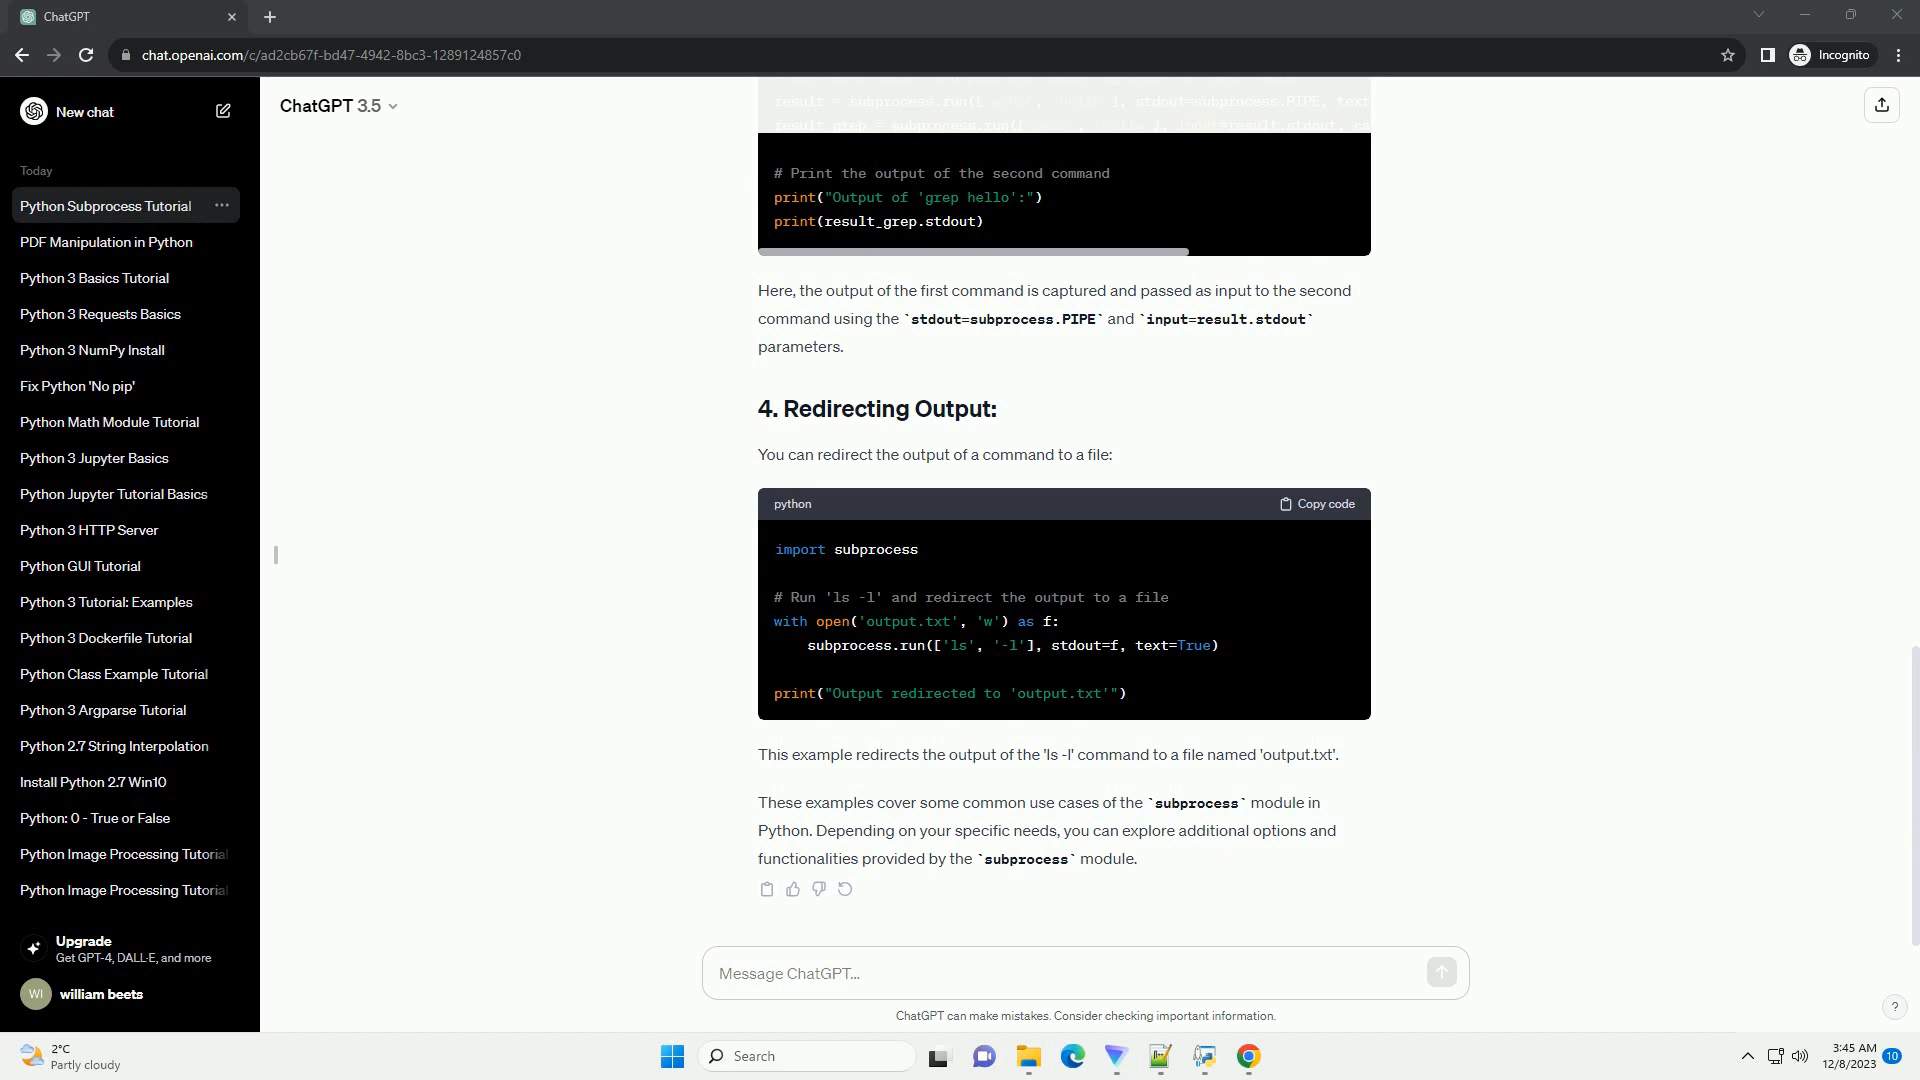 ChatGPT
chat.openai.com/c/ad2cb67f-bd47-4942-8bc3-1289124857c0
Incognito
New chat
Today
Python Subprocess Tutorial
PDF Manipulation in Python
Python 3 Basics Tutorial
Python 3 Requests Basics
Python 3 NumPy Install
Fix Python 'No pip'
Python Math Module Tutorial
Python 3 Jupyter Basics
Python Jupyter Tutorial Basics
Python 3 HTTP Server
Python GUI Tutorial
Python 3 Tutorial: Examples
Python 3 Dockerfile Tutorial
Python Class Example Tutorial
Python 3 Argparse Tutorial
Python 2.7 String Interpolation
Install Python 2.7 Win10
Python: 0 - True or False
Python Image Processing Tutorial
Python Image Processing Tutorial
Upgrade
Get GPT-4, DALL·E, and more
WI
william beets
ChatGPT 3.5
result = subprocess.run([ ], stdout=subprocess.PIPE, text
result_grep = subprocess.run([ ], input=result.stdout,
# Print the output of the second command
print("Output of 'grep hello':")
print(result_grep.stdout)
Here, the output of the first command is captured and passed as input to the second
command using the `stdout=subprocess.PIPE` and `input=result.stdout`
parameters.
4. Redirecting Output:
You can redirect the output of a command to a file:
python
Copy code
import subprocess
# Run 'ls -l' and redirect the output to a file
with open('output.txt', 'w') as f:
subprocess.run(['ls', '-l'], stdout=f, text=True)
print("Output redirected to 'output.txt'")
This example redirects the output of the 'ls -l' command to a file named 'output.txt'.
These examples cover some common use cases of the `subprocess` module in
Python. Depending on your specific needs, you can explore additional options and
functionalities provided by the `subprocess` module.
Message ChatGPT...
ChatGPT can make mistakes. Consider checking important information.
?
2°C
Partly cloudy
Search
3:45 AM
12/8/2023
10